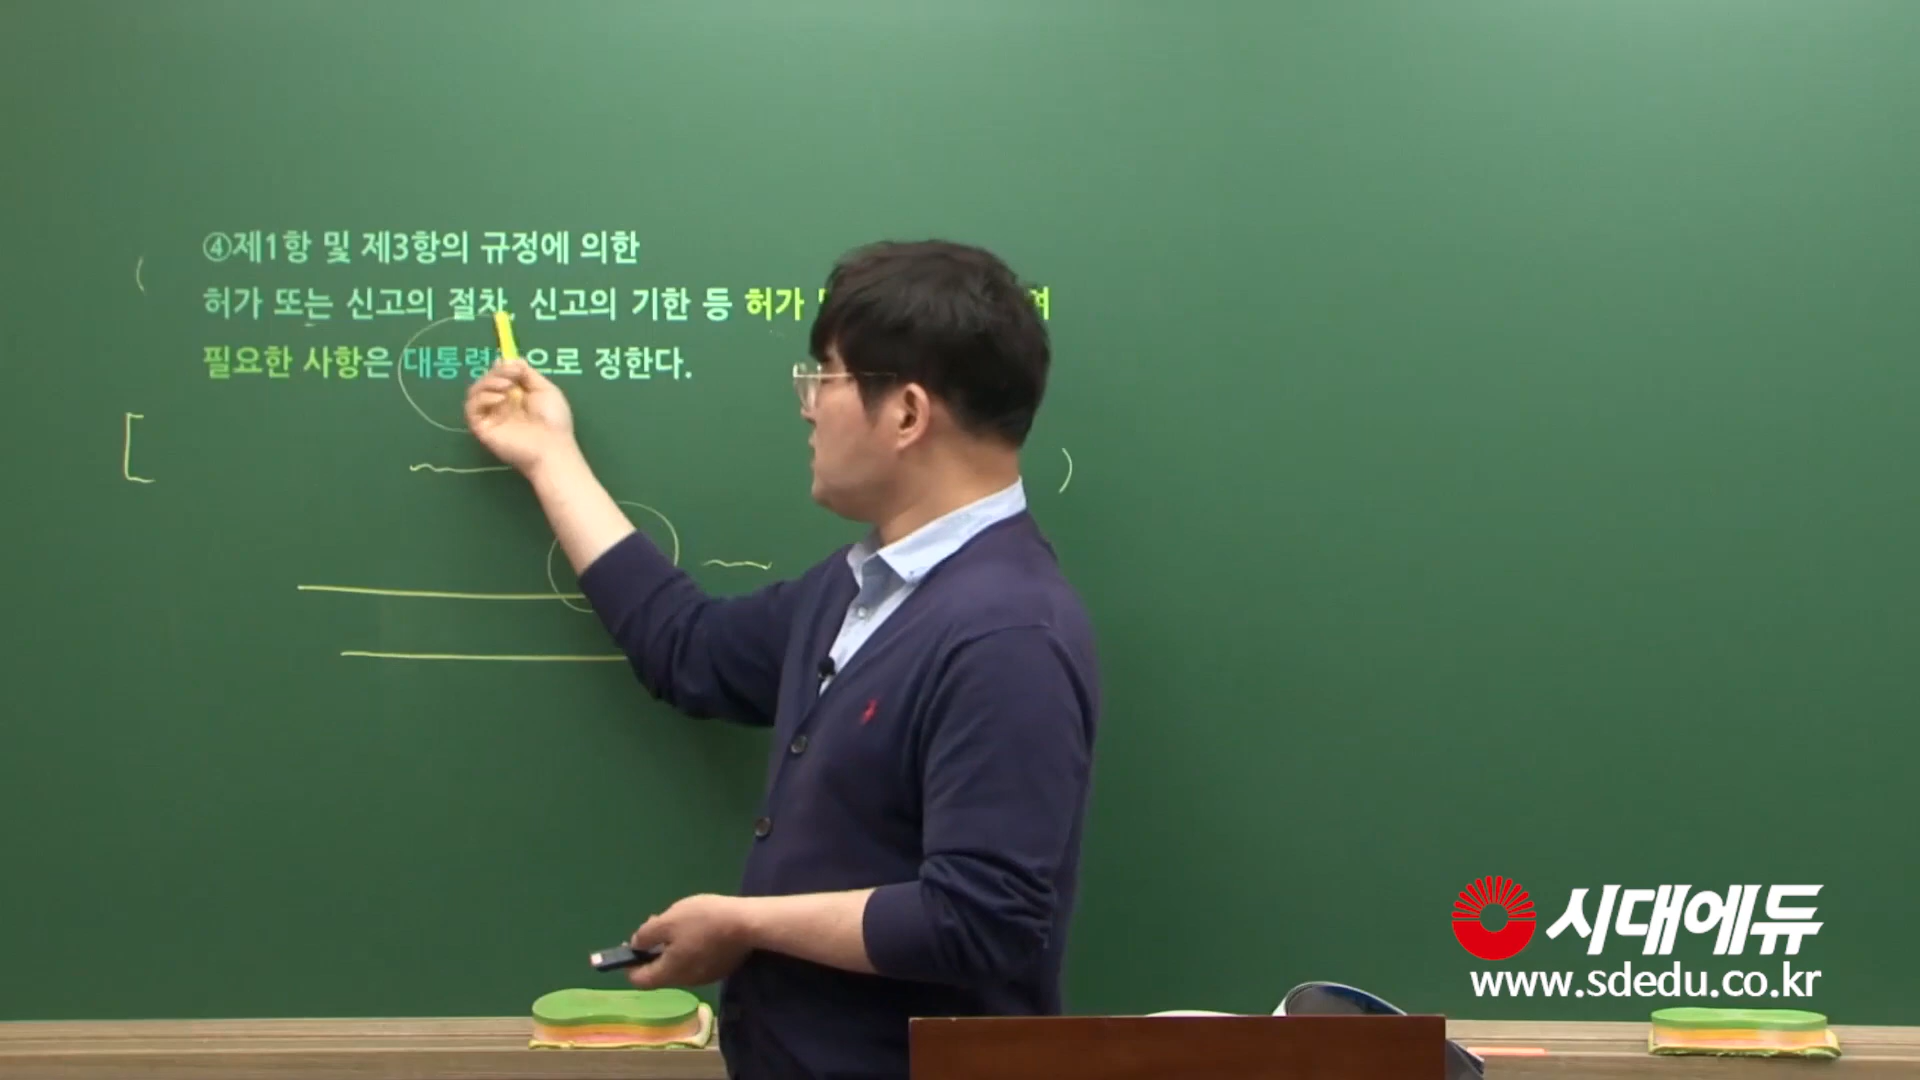 ④제1항 및 제3항의 규정에 의한
허가 또는 신고의 절차, 신고의 기한 등 허가
필요한 사항은 대통령 으로 정한다.
시대에듀
www.sdedu.co.kr